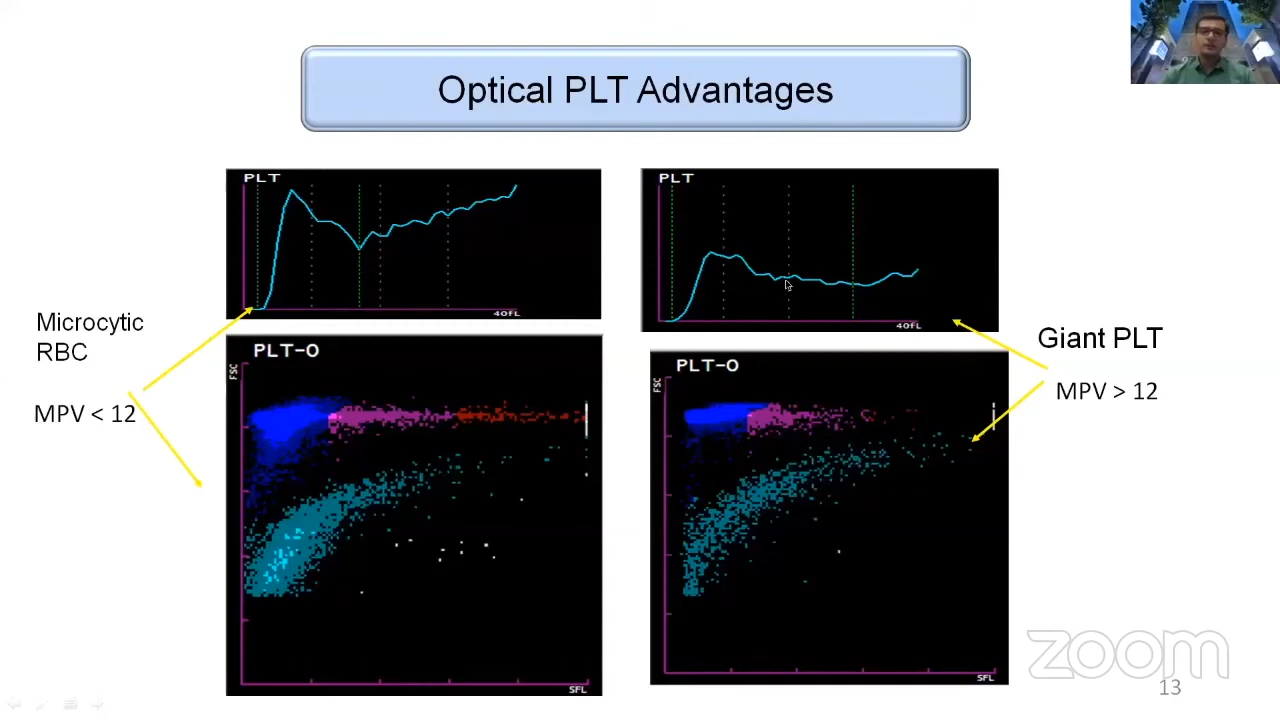 Optical PLT Advantages
PLT
40fL
PLT
40fL
Microcytic
RBC
MPV < 12
Giant PLT
MPV > 12
PLT-O
FSC
SFL
PLT-O
FSC
SFL
zoom
13